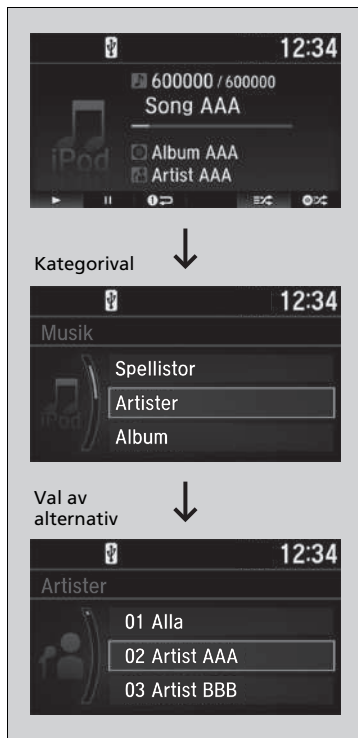 12:34
600000 / 600000
Song AAA
iPod
Album AAA
Artist AAA
Kategorival
12:34
Musik
Spellistor
iPod
Artister
Album
Val av
alternativ
12:34
Artister
01 Alla
02 Artist AAA
03 Artist BBB